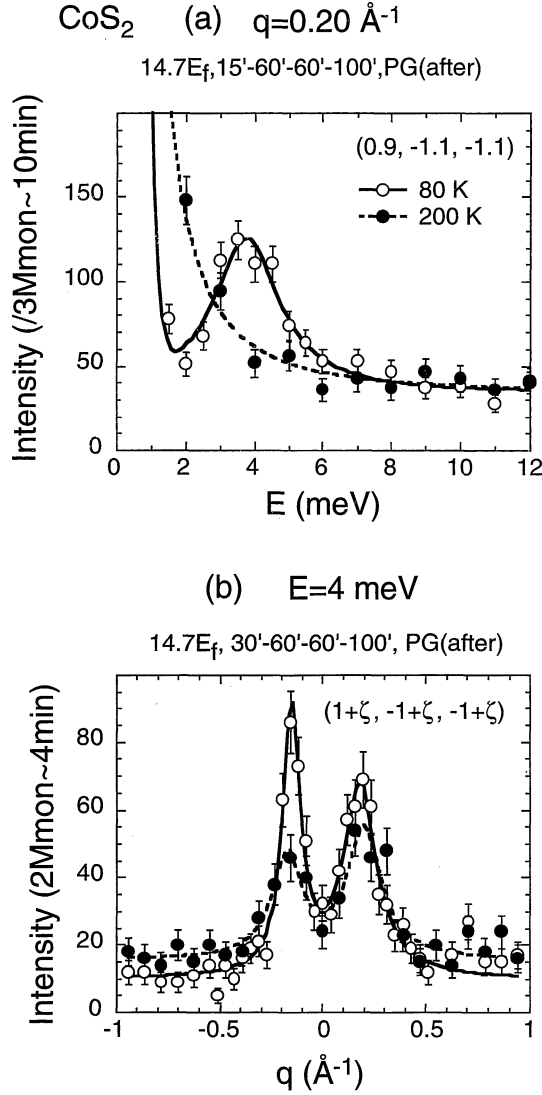 CoS2 (a) q=0.20 Å-1
14.7Ef,15'-60'-60'-100',PG(after)
(0.9, -1.1, -1.1)
80 K
200 K
Intensity (/3Mmon~10min)
150
100
50
0
0 2 4 6 8 10 12
E (meV)
(b) E=4 meV
14.7Ef, 30'-60'-60'-100', PG(after)
(1+ζ, -1+ζ, -1+ζ)
Intensity (2Mmon~4min)
80
60
40
20
0
-1 -0.5 0 0.5 1
q (Å-1)